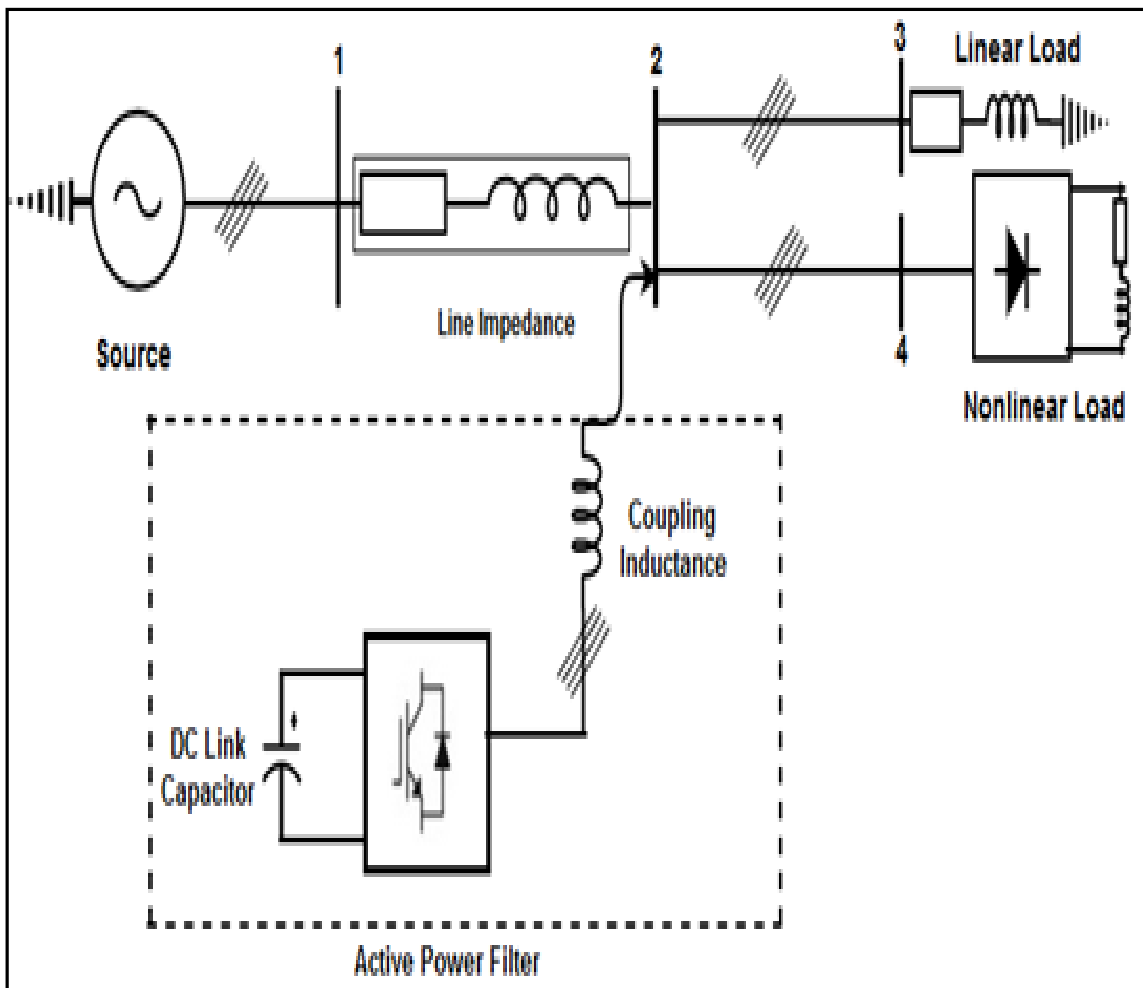 1
2
3
Linear Load
Line Impedance
Source
4
Nonlinear Load
Coupling
Inductance
DC Link
Capacitor
+
Active Power Filter